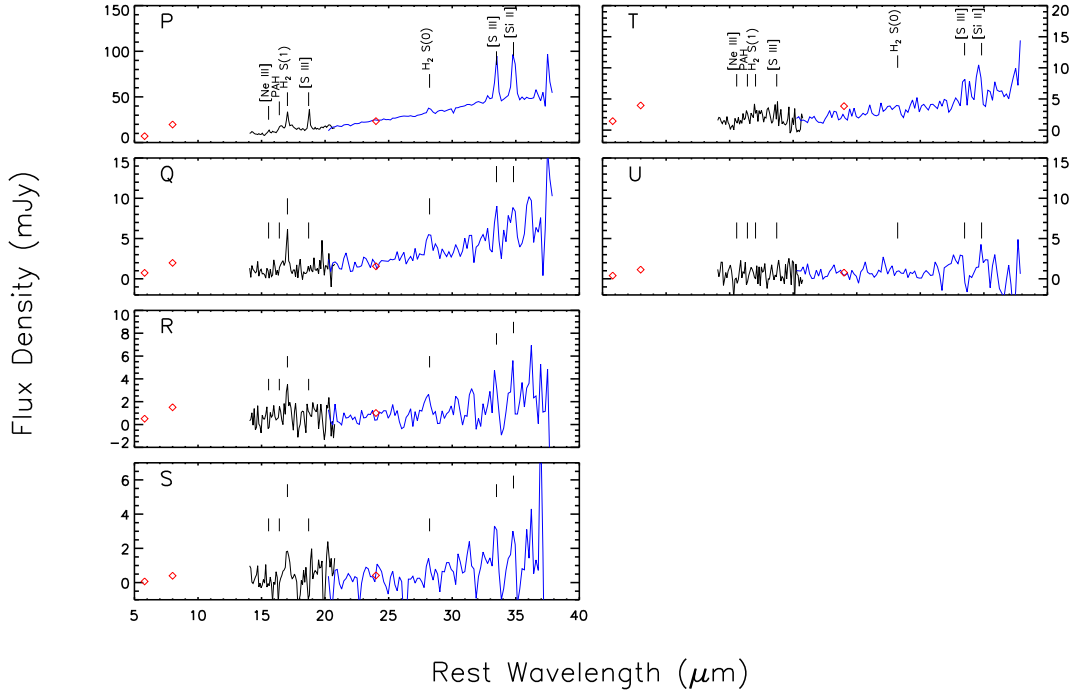 P
[Ne III]
PAH
H2 S(1)
[S III]
H2 S(0)
[S III]
[Si II]
150
100
50
0
T
[Ne III]
PAH
H2 S(1)
[S III]
H2 S(0)
[S III]
[Si II]
20
15
10
5
0
Q
15
10
5
0
U
15
10
5
0
R
10
8
6
4
2
0
−2
S
6
4
2
0
5 10 15 20 25 30 35 40
Flux Density (mJy)
Rest Wavelength (μm)